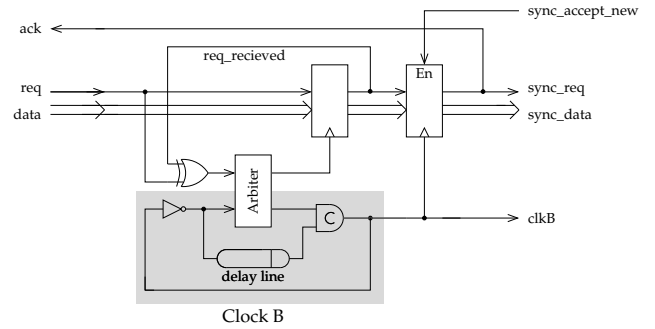 sync_accept_new
ack
req_recieved
En
req
sync_req
data
sync_data
Arbiter
C
clkB
delay line
Clock B